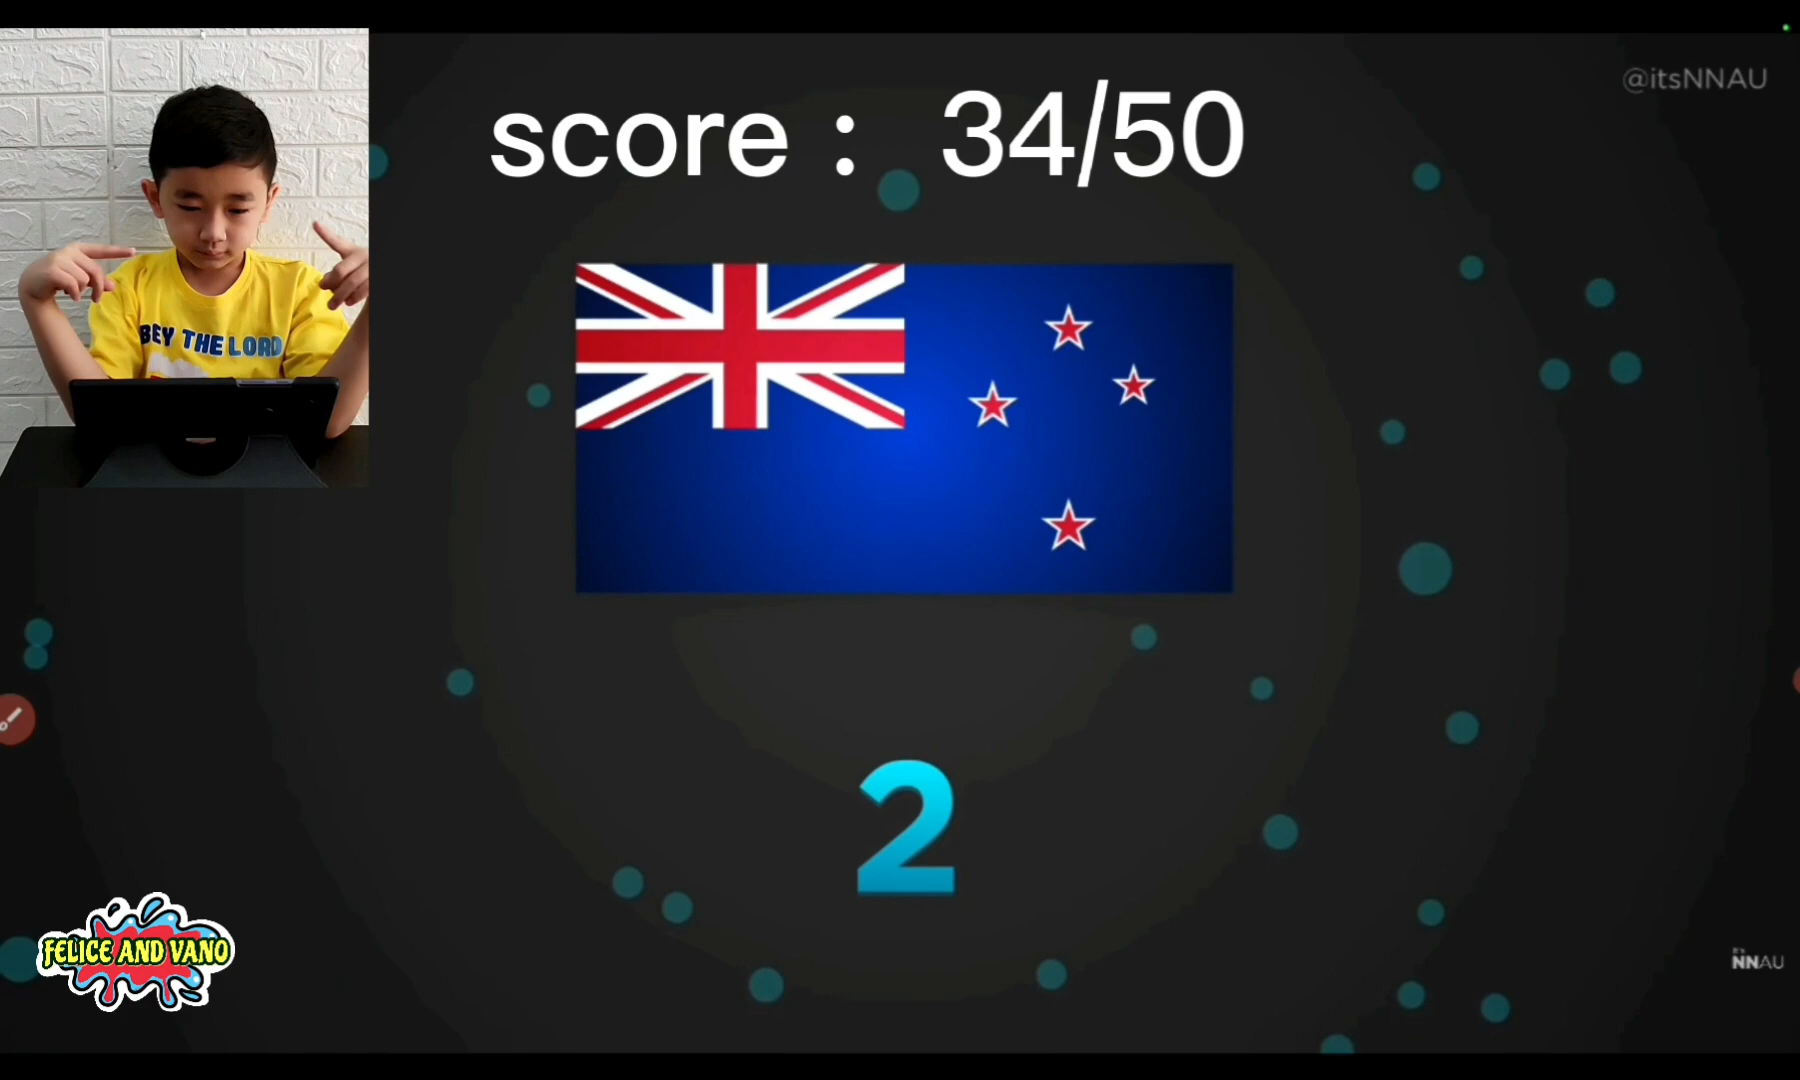 @itsNNAU
score : 34/50
BEY THE LORD
2
FELICE AND VANO
NNAU